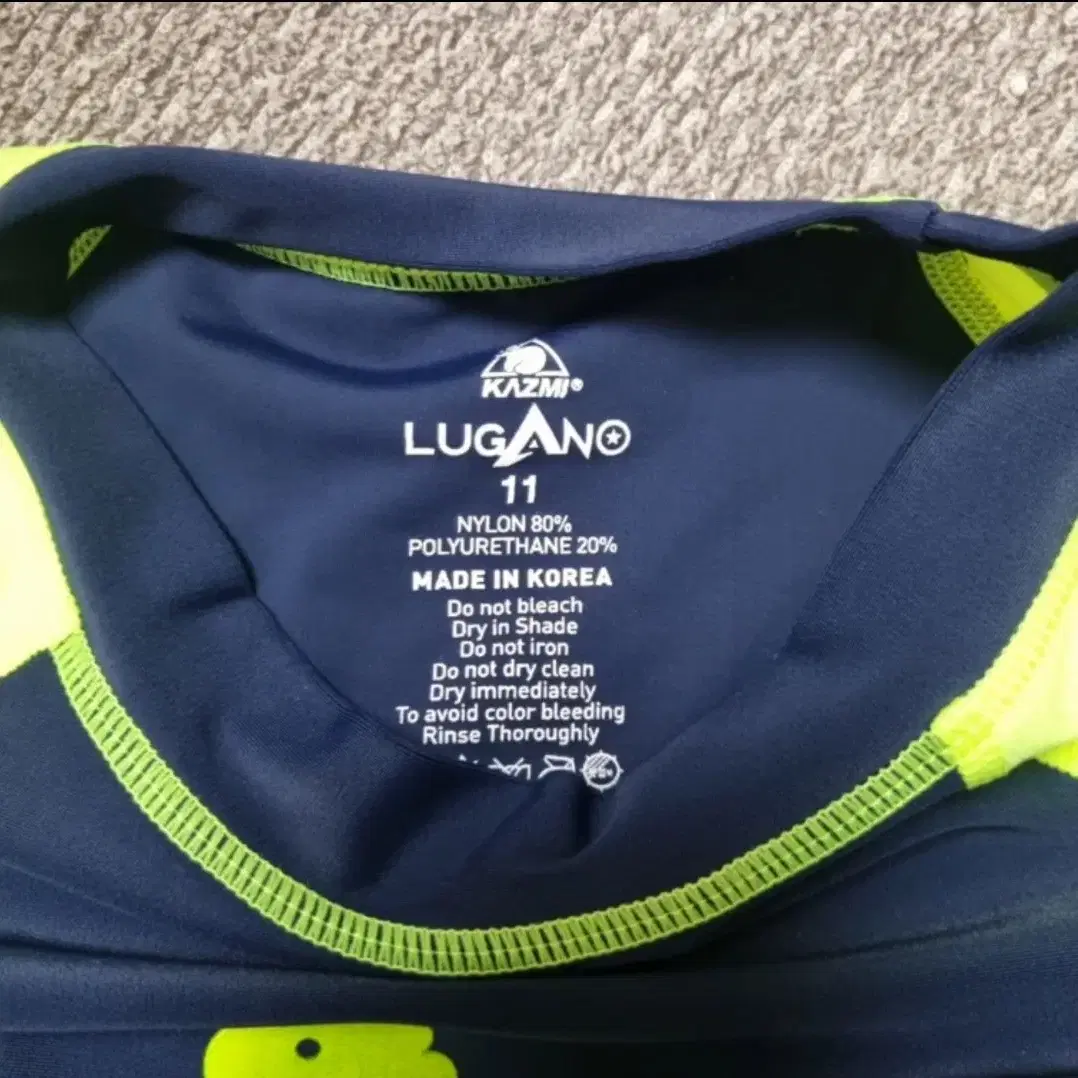 KAZMI®
LUGANO
11
NYLON 80%
POLYURETHANE 20%
MADE IN KOREA
Do not bleach
Dry in Shade
Do not iron
Do not dry clean
Dry immediately
To avoid color bleeding
Rinse Thoroughly